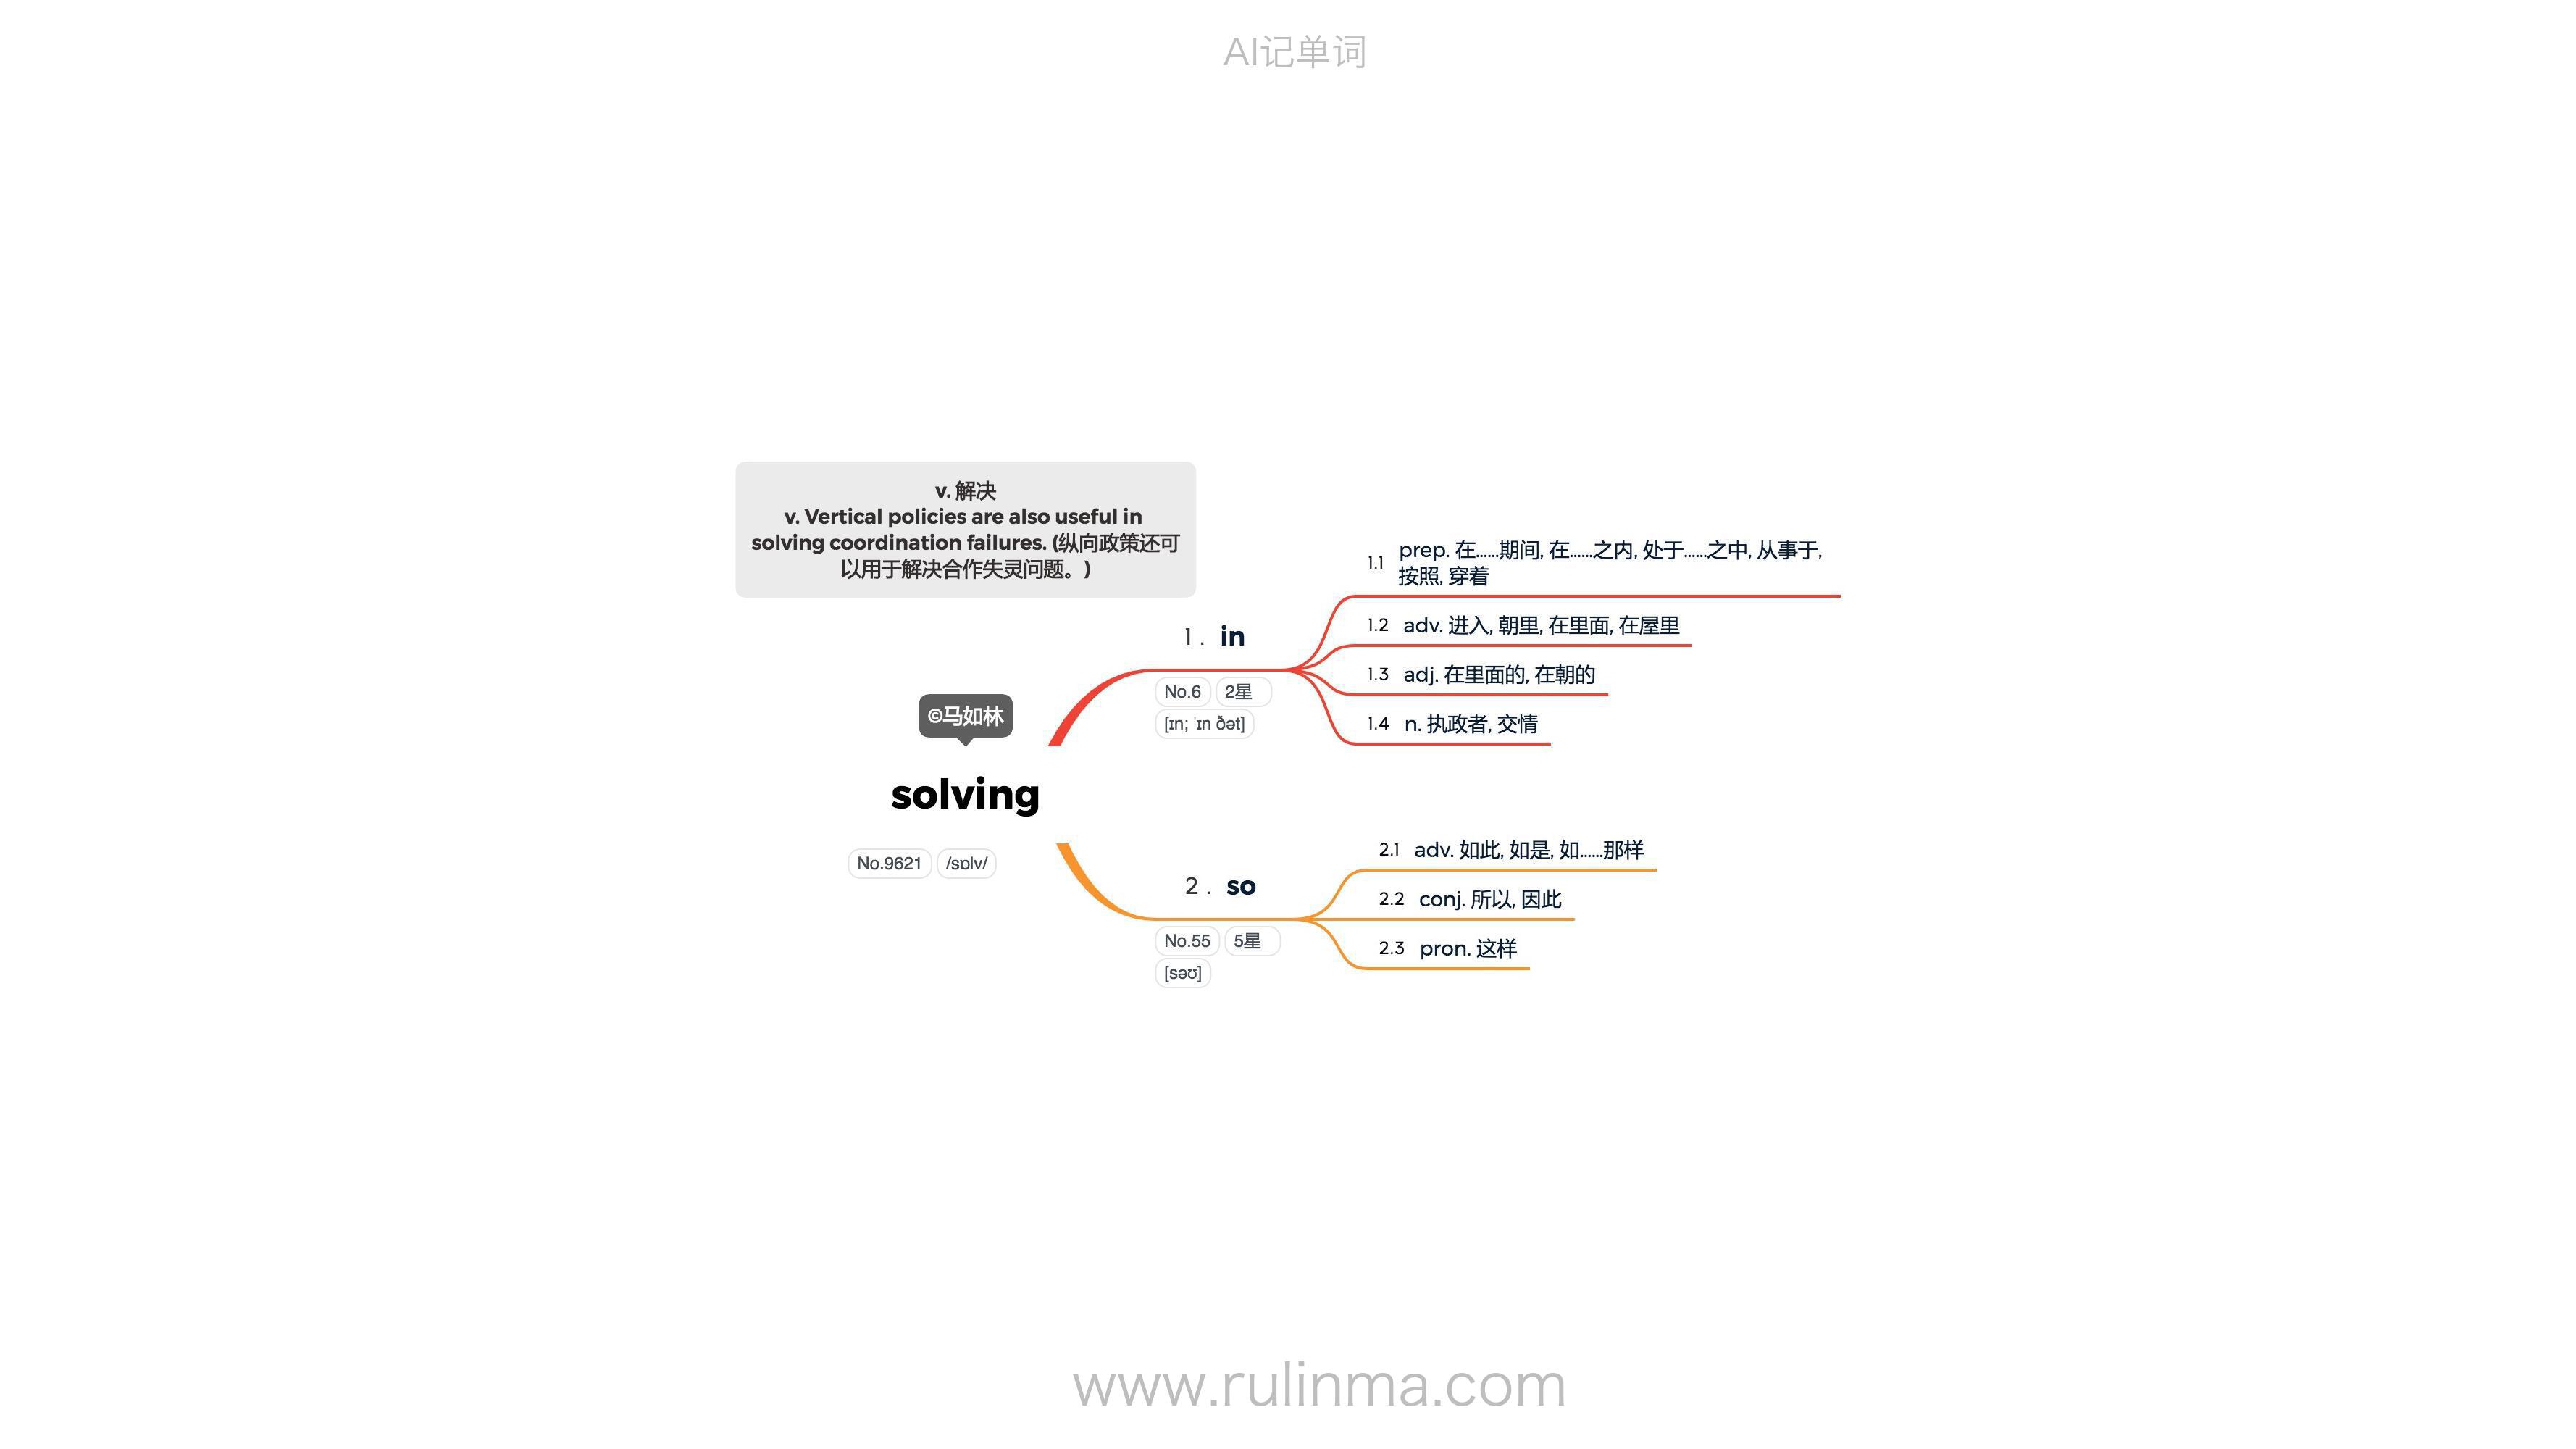 AI记单词
v. 解决
v. Vertical policies are also useful in
solving coordination failures. (纵向政策还可
以用于解决合作失灵问题。)
©马如林
solving
No.9621 /sɒlv/
1. in
No.6 2星
[ɪn; ˈɪn ðət]
1.1 prep. 在……期间, 在……之内, 处于……之中, 从事于,
按照, 穿着
1.2 adv. 进入, 朝里, 在里面, 在屋里
1.3 adj. 在里面的, 在朝的
1.4 n. 执政者, 交情
2. so
No.55 5星
[səʊ]
2.1 adv. 如此, 如是, 如……那样
2.2 conj. 所以, 因此
2.3 pron. 这样
www.rulinma.com